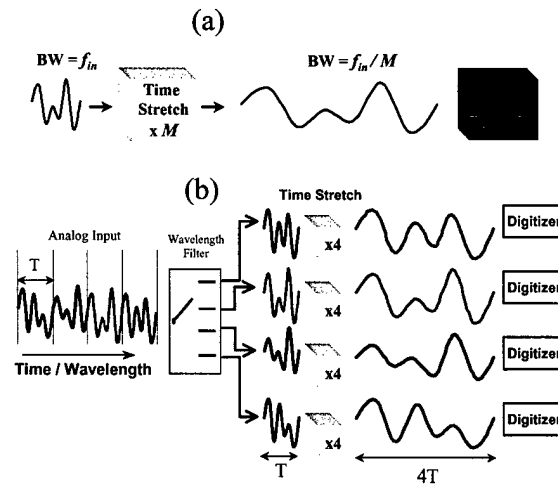 (a)
BW = f_in
BW = f_in / M
Time
Stretch
x M
(b)
Time Stretch
Analog Input
Wavelength
Filter
T
Time / Wavelength
x4
x4
x4
x4
Digitizer
Digitizer
Digitizer
Digitizer
T
4T